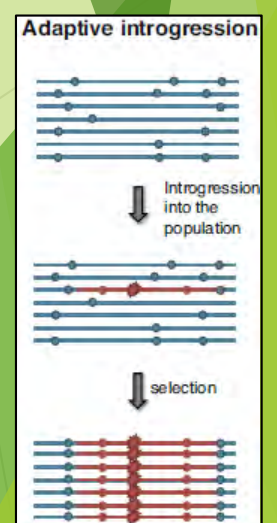 Adaptive introgression
Introgression
into the
population
selection